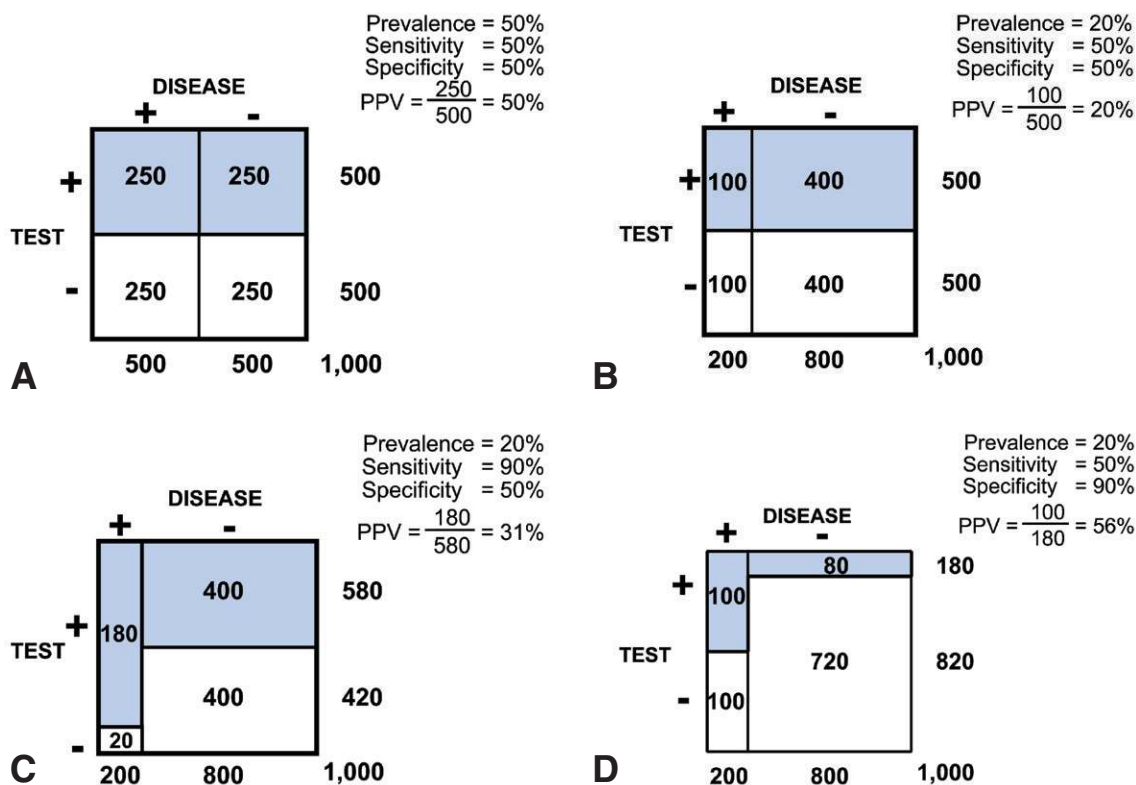 Prevalence = 50%
Sensitivity = 50%
Specificity = 50%
PPV = 250/500 = 50%
DISEASE
+ -
+ 250 250 500
TEST
- 250 250 500
500 500 1,000
A
Prevalence = 20%
Sensitivity = 50%
Specificity = 50%
PPV = 100/500 = 20%
DISEASE
+ -
+ 100 400 500
TEST
- 100 400 500
200 800 1,000
B
Prevalence = 20%
Sensitivity = 90%
Specificity = 50%
PPV = 180/580 = 31%
DISEASE
+ -
400 580
+ 180
TEST
400 420
- 20
200 800 1,000
C
Prevalence = 20%
Sensitivity = 50%
Specificity = 90%
PPV = 100/180 = 56%
DISEASE
+ -
80 180
+ 100
TEST 720 820
- 100
200 800 1,000
D